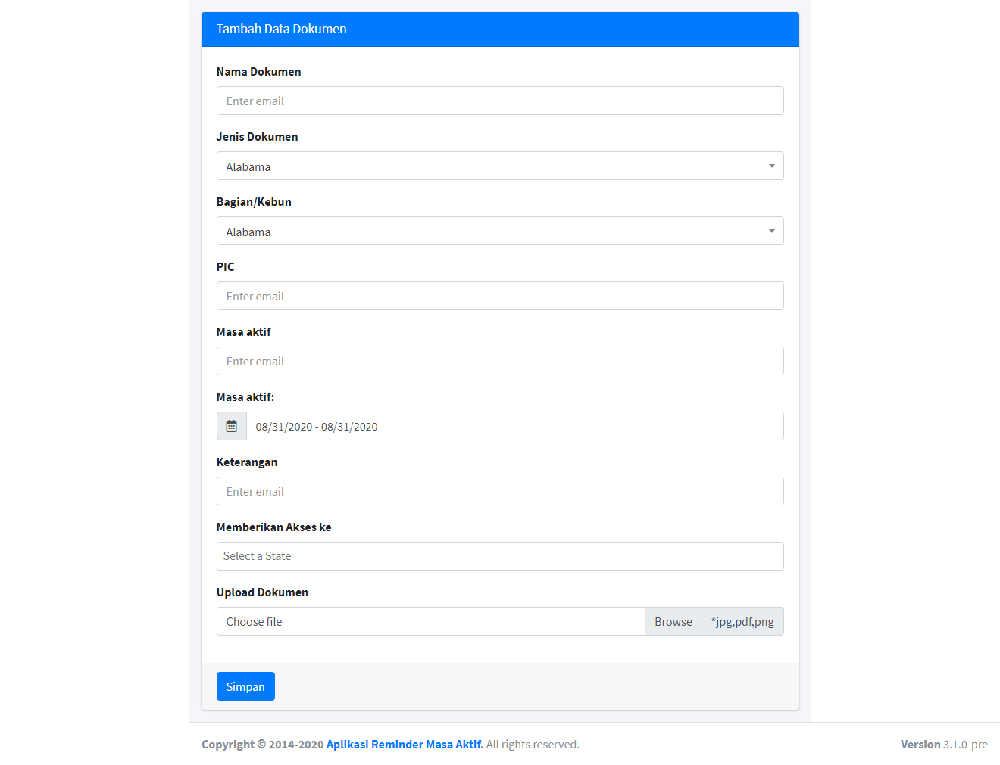 Tambah Data Dokumen
Nama Dokumen
Enter email
Jenis Dokumen
Alabama
Bagian/Kebun
Alabama
PIC
Enter email
Masa aktif
Enter email
Masa aktif:
08/31/2020 - 08/31/2020
Keterangan
Enter email
Memberikan Akses ke
Select a State
Upload Dokumen
Choose file Browse *jpg,pdf,png
Simpan
Copyright © 2014-2020 Aplikasi Reminder Masa Aktif. All rights reserved. Version 3.1.0-pre